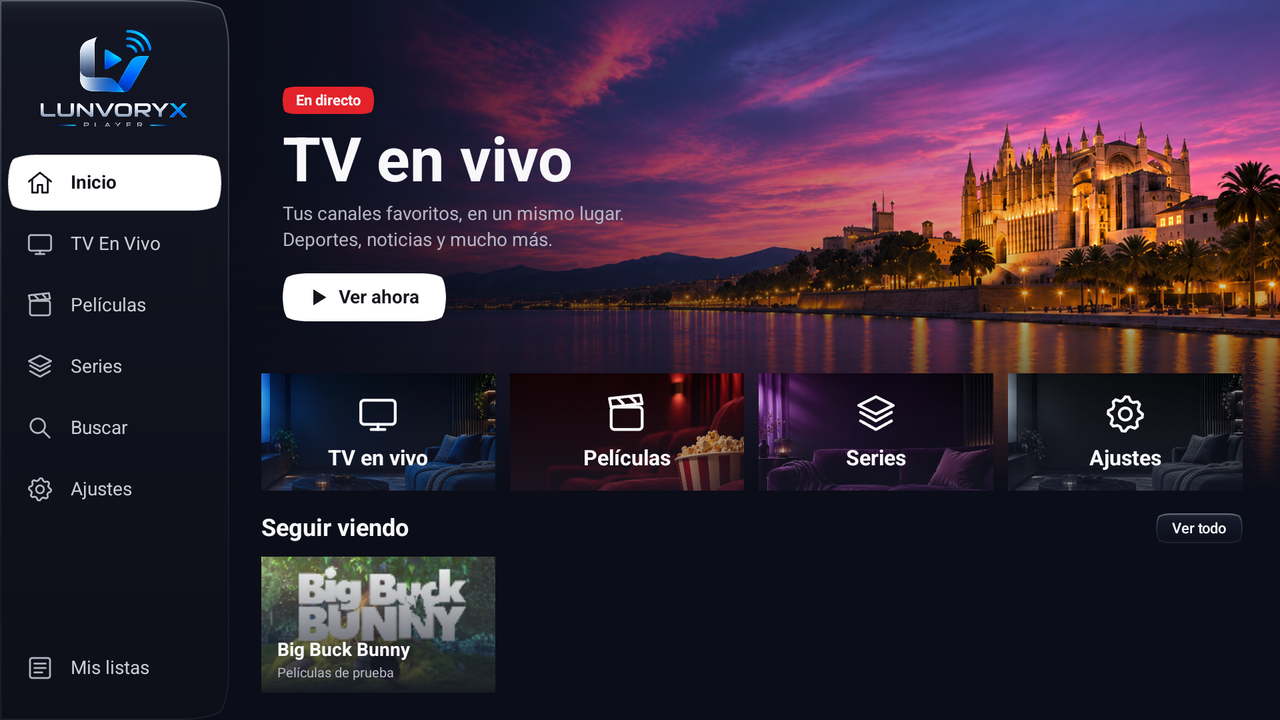 LUNVORYX
PLAYER
Inicio
TV En Vivo
Películas
Series
Buscar
Ajustes
Mis listas
En directo
TV en vivo
Tus canales favoritos, en un mismo lugar.
Deportes, noticias y mucho más.
Ver ahora
TV en vivo
Películas
Series
Ajustes
Seguir viendo
Ver todo
Big Buck
BUNNY
Big Buck Bunny
Películas de prueba